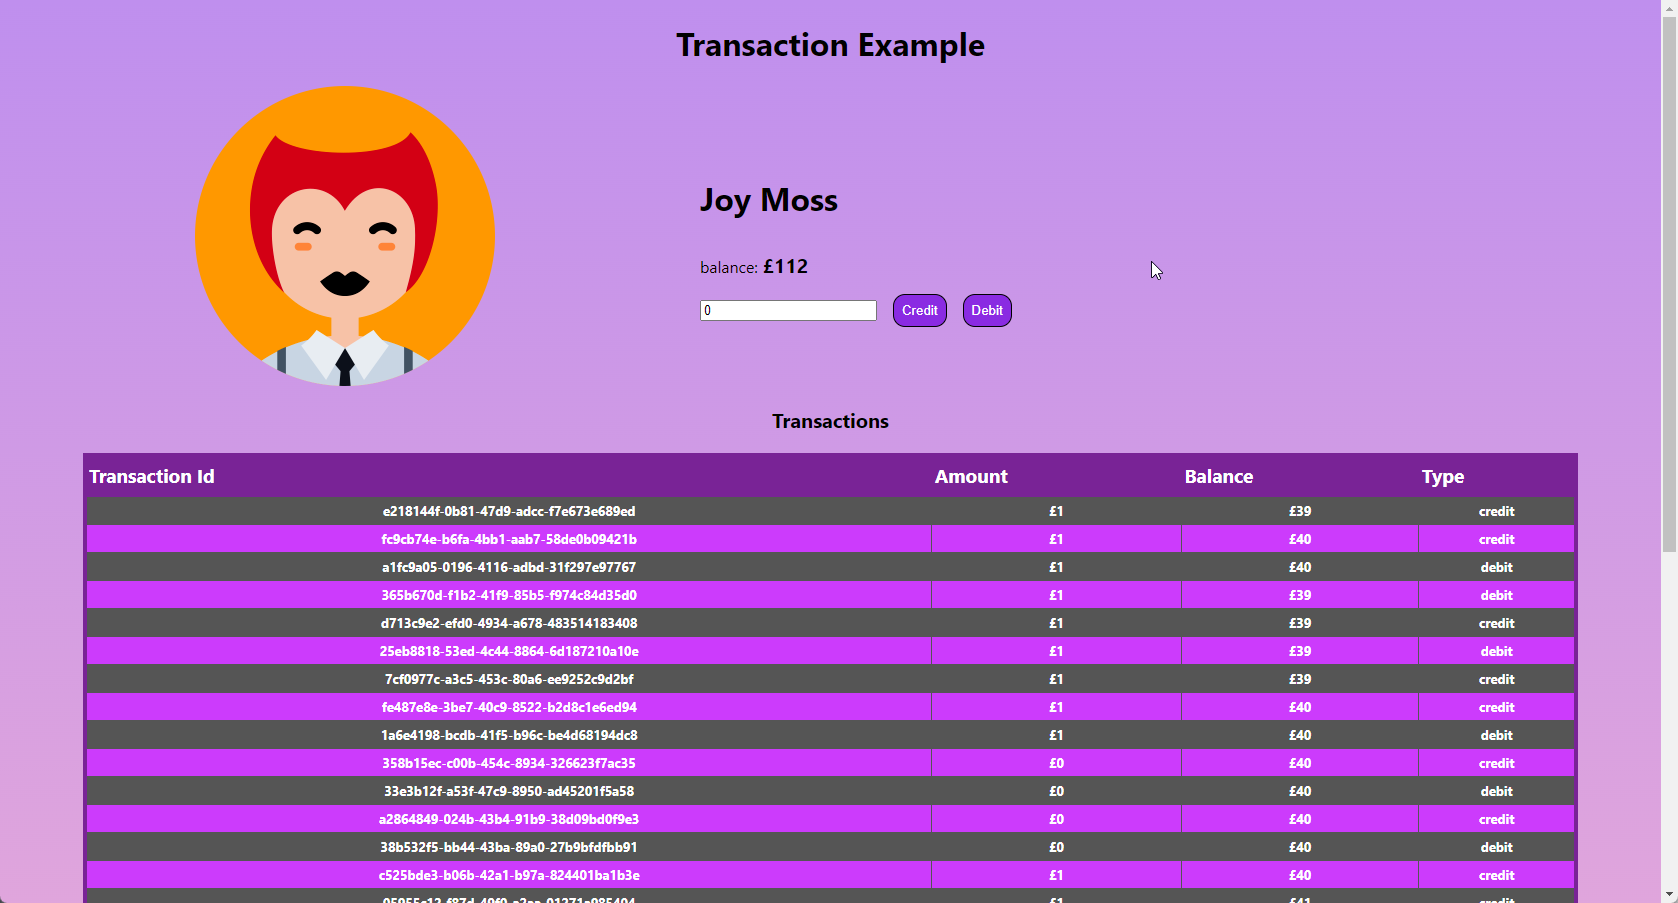 Transaction Example
Joy Moss
balance: £112
0 Credit Debit
Transactions
Transaction Id Amount Balance Type
e218144f-0b81-47d9-adcc-f7e673e689ed £1 £39 credit
fc9cb74e-b6fa-4bb1-aab7-58de0b09421b £1 £40 credit
a1fc9a05-0196-4116-adbd-31f297e97767 £1 £40 debit
365b670d-f1b2-41f9-85b5-f974c84d35d0 £1 £39 debit
d713c9e2-efd0-4934-a678-483514183408 £1 £39 credit
25eb8818-53ed-4c44-8864-6d187210a10e £1 £39 debit
7cf0977c-a3c5-453c-80a6-ee9252c9d2bf £1 £39 credit
fe487e8e-3be7-40c9-8522-b2d8c1e6ed94 £1 £40 credit
1a6e4198-bcdb-41f5-b96c-be4d68194dc8 £1 £40 debit
358b15ec-c00b-454c-8934-326623f7ac35 £0 £40 credit
33e3b12f-a53f-47c9-8950-ad45201f5a58 £0 £40 debit
a2864849-024b-43b4-91b9-38d09bd0f9e3 £0 £40 credit
38b532f5-bb44-43ba-89a0-27b9bfdfbb91 £0 £40 debit
c525bde3-b06b-42a1-b97a-824401ba1b3e £1 £40 credit
£1 £41 credit